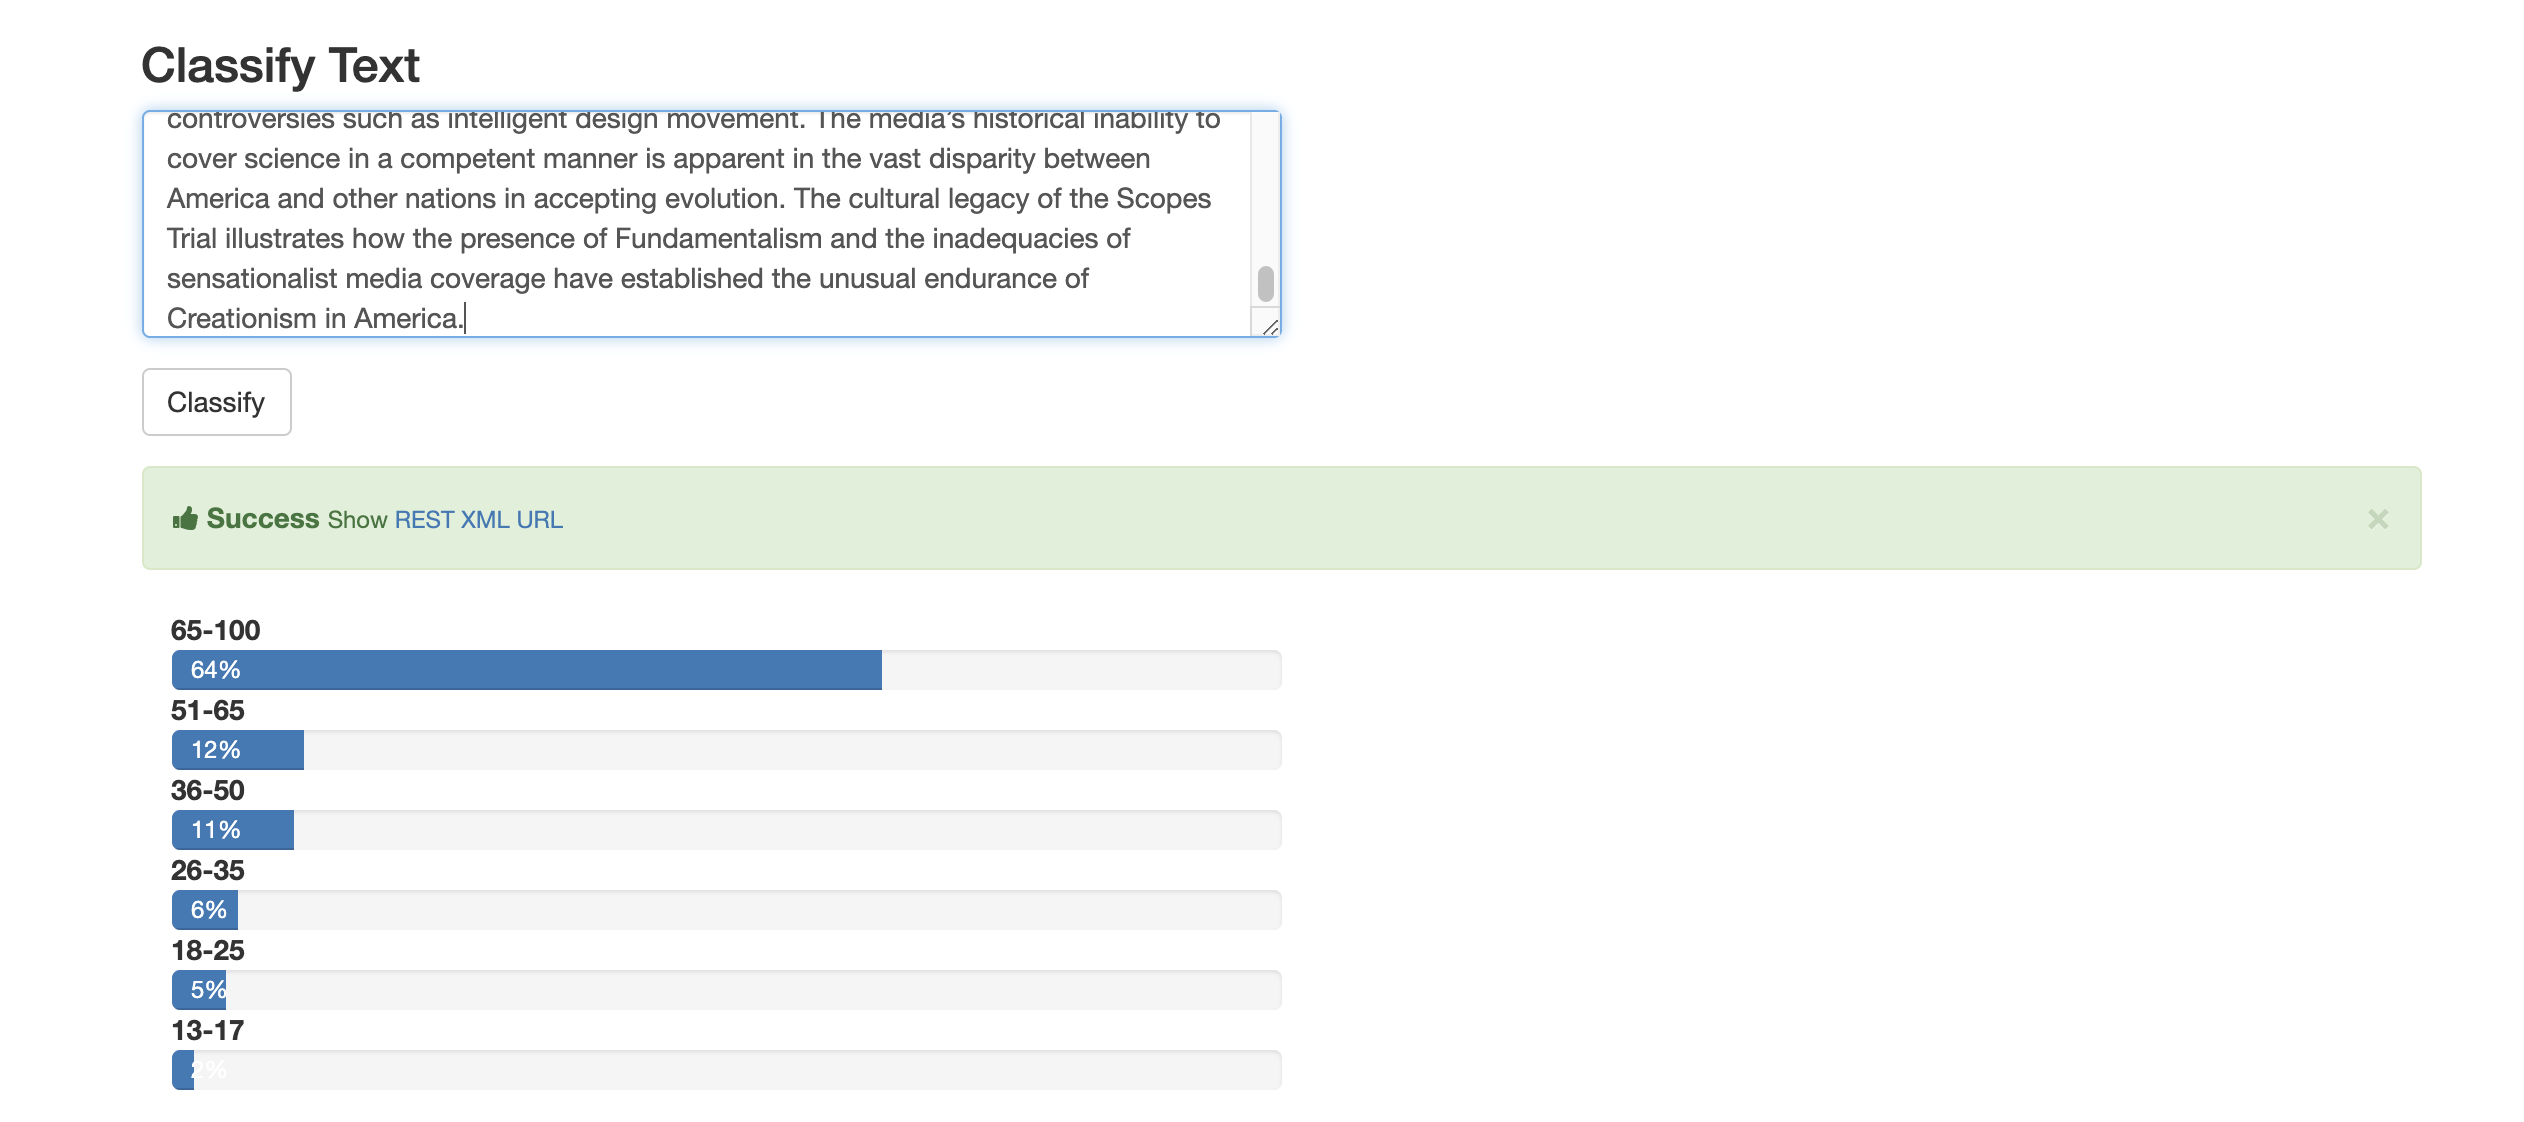 Classify Text
controversies such as intelligent design movement. The media's historical inability to
cover science in a competent manner is apparent in the vast disparity between
America and other nations in accepting evolution. The cultural legacy of the Scopes
Trial illustrates how the presence of Fundamentalism and the inadequacies of
sensationalist media coverage have established the unusual endurance of
Creationism in America.
Classify
Success Show REST XML URL ×
65-100
64%
51-65
12%
36-50
11%
26-35
6%
18-25
5%
13-17
2%